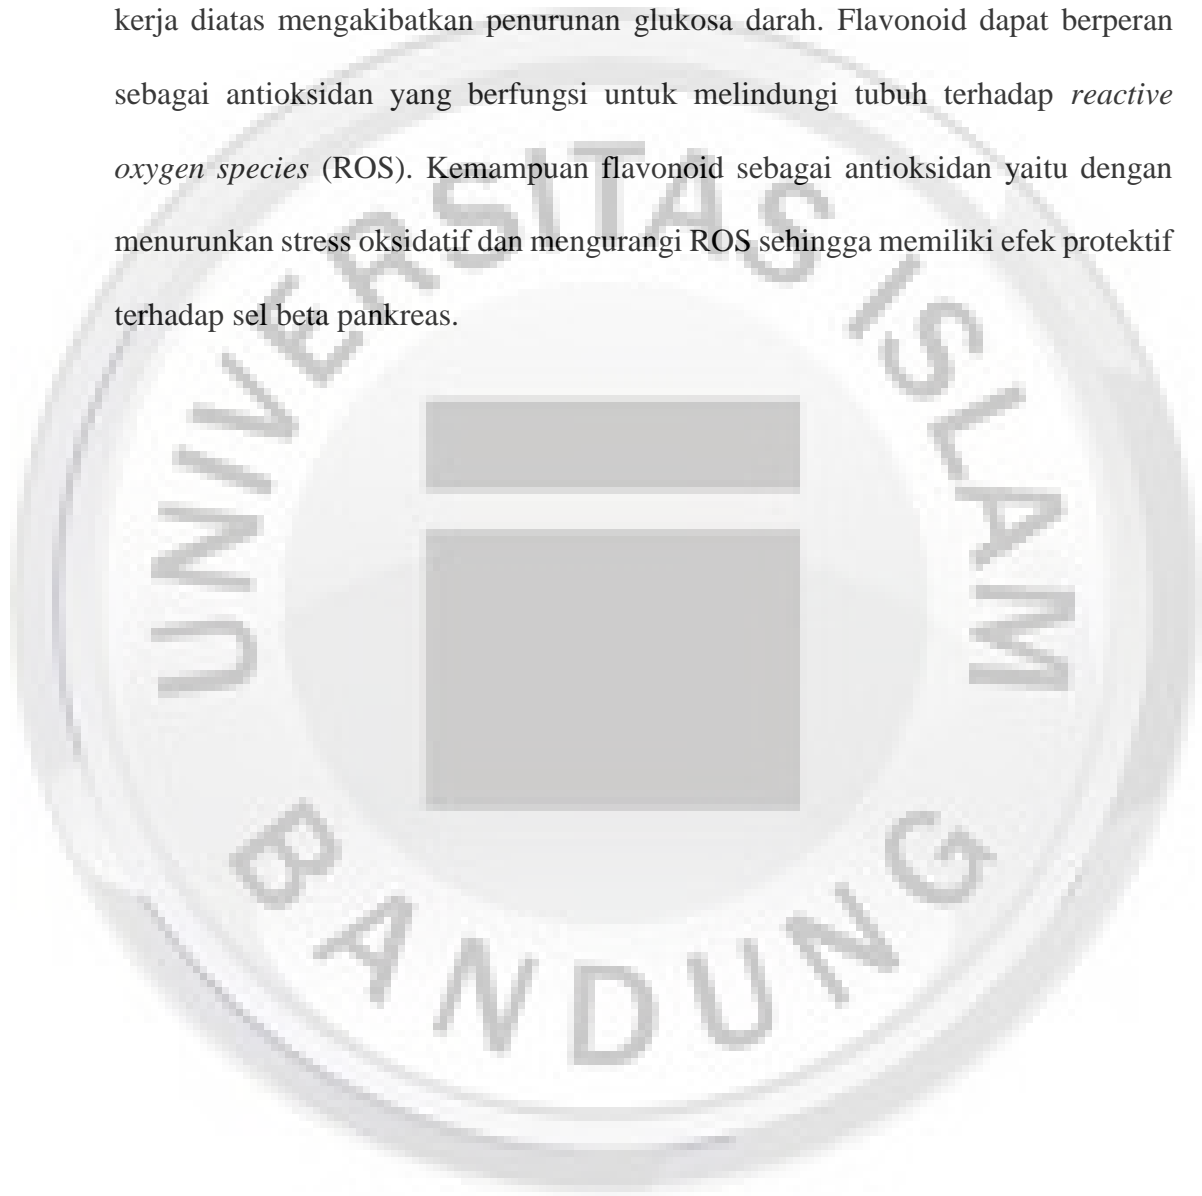 kerja diatas mengakibatkan penurunan glukosa darah. Flavonoid dapat berperan
sebagai antioksidan yang berfungsi untuk melindungi tubuh terhadap reactive
oxygen species (ROS). Kemampuan flavonoid sebagai antioksidan yaitu dengan
menurunkan stress oksidatif dan mengurangi ROS sehingga memiliki efek protektif
terhadap sel beta pankreas.
UNIVERSITAS ISLAM
BANDUNG